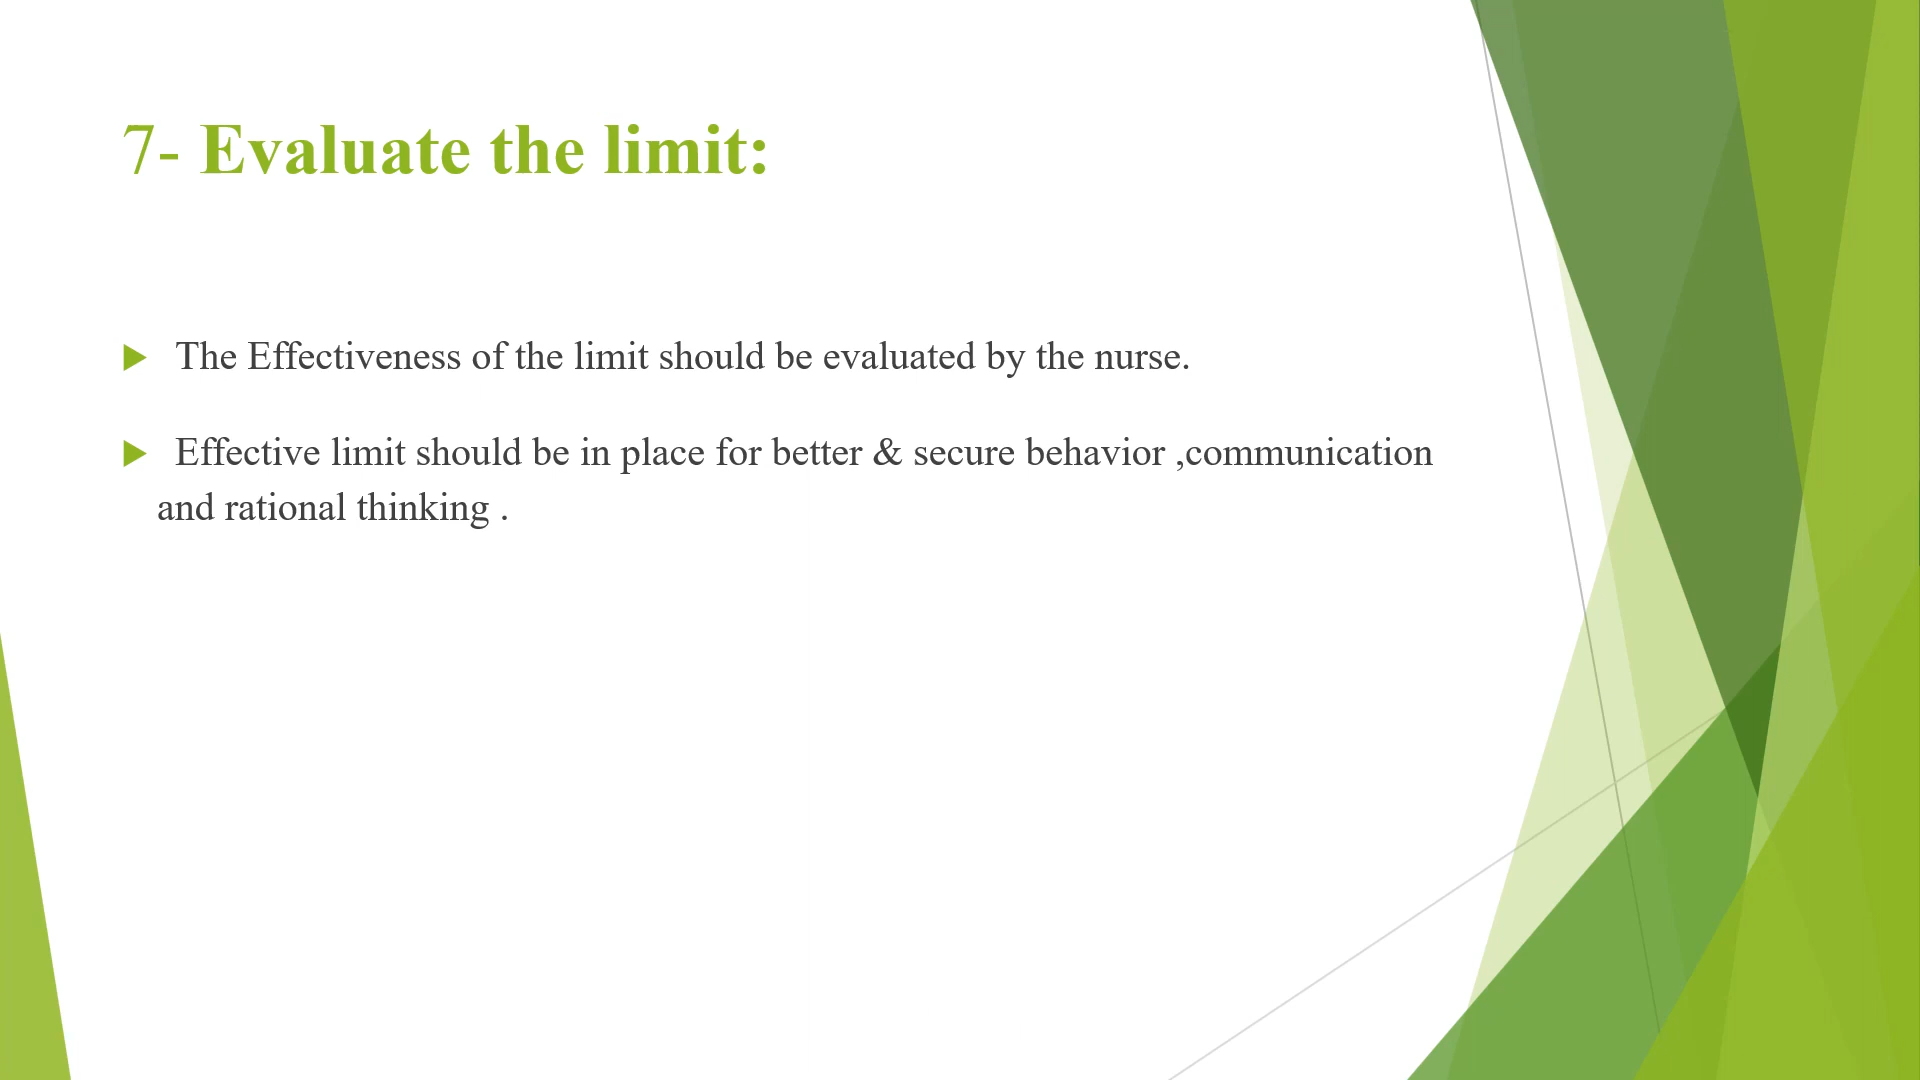 7- Evaluate the limit:
The Effectiveness of the limit should be evaluated by the nurse.
Effective limit should be in place for better & secure behavior ,communication
and rational thinking .